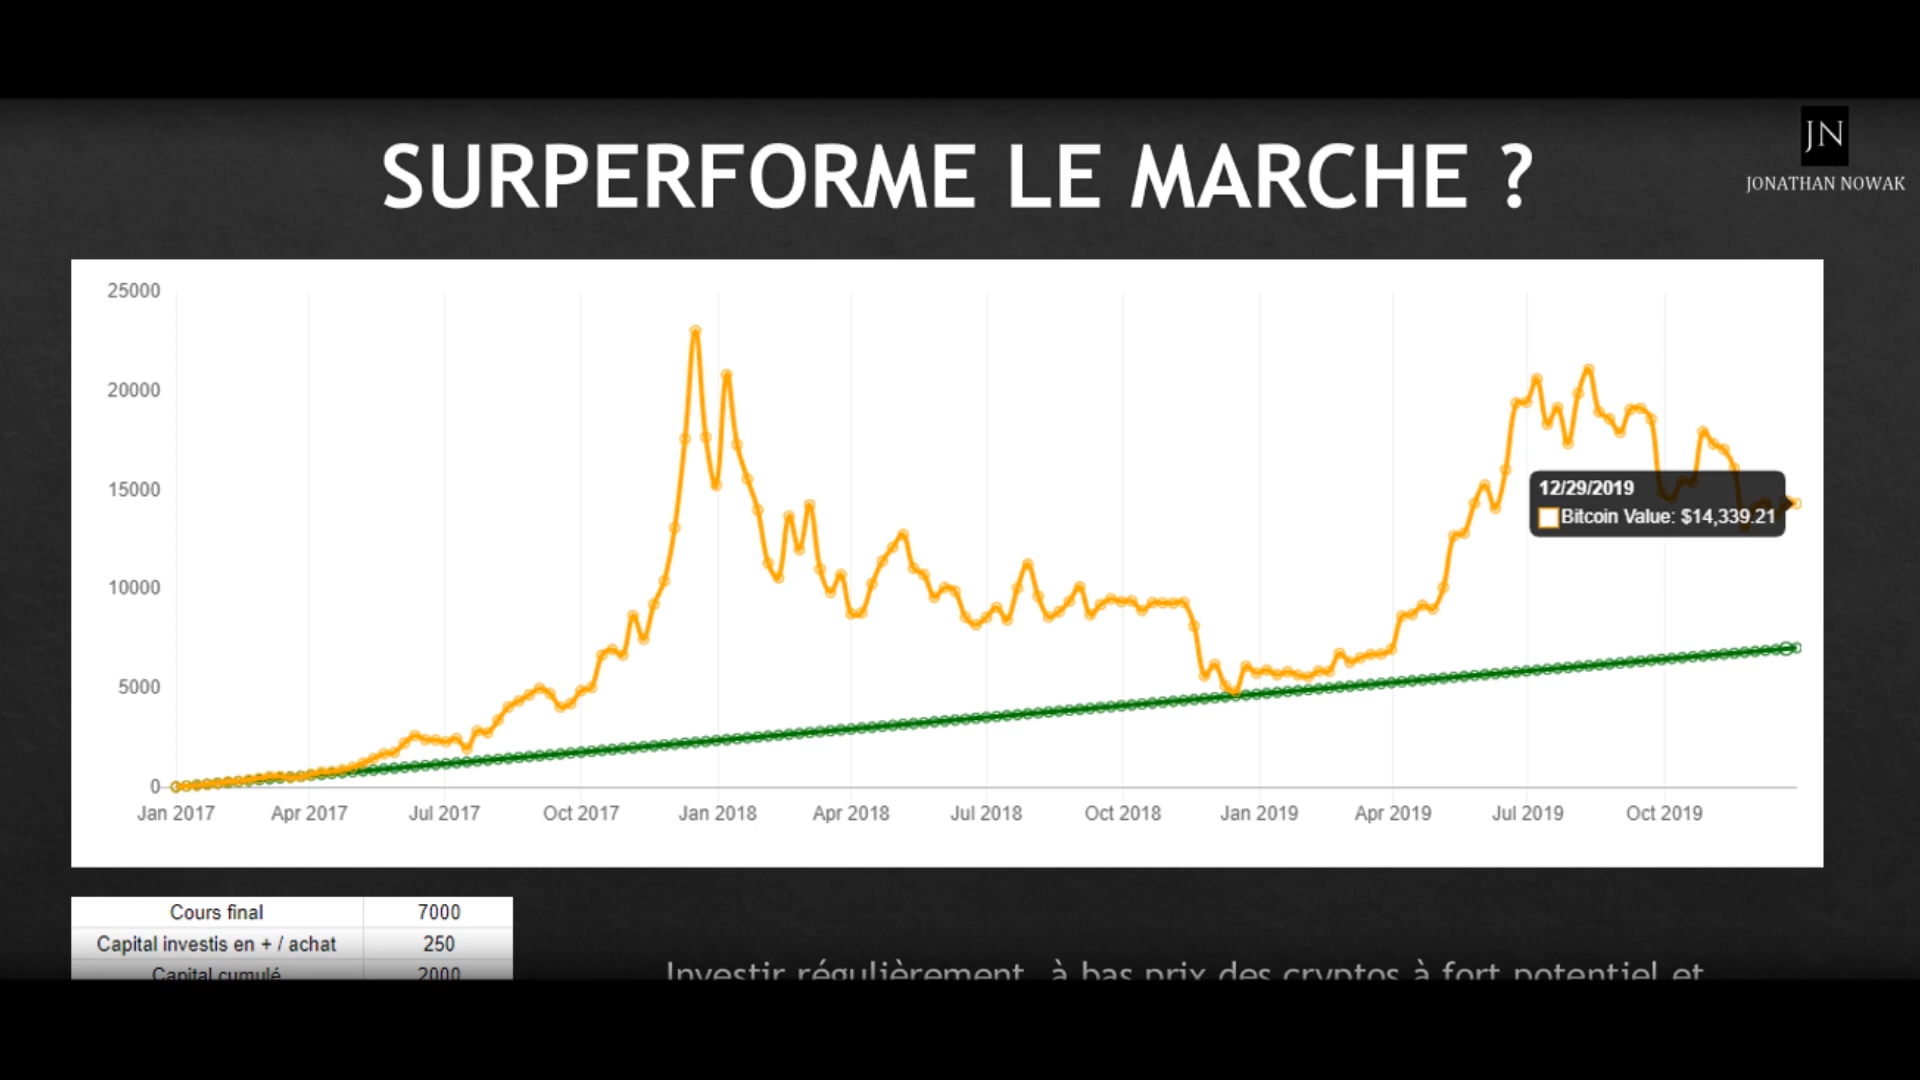 SURPERFORME LE MARCHE ?
JN
JONATHAN NOWAK
25000
20000
15000
10000
5000
0
12/29/2019
Bitcoin Value: $14,339.21
Jan 2017 Apr 2017 Jul 2017 Oct 2017 Jan 2018 Apr 2018 Jul 2018 Oct 2018 Jan 2019 Apr 2019 Jul 2019 Oct 2019
Cours final 7000
Capital investis en + / achat 250
Capital cumulé 2000
Investir régulièrement, à bas prix des cryptos à fort potentiel et